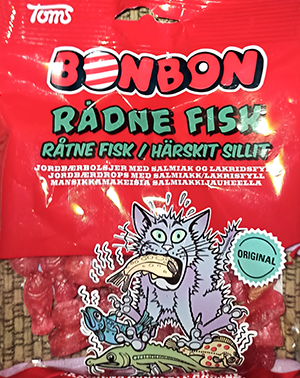 Toms
BONBON
RÅDNE FISK
RÅTNE FISK / HÄRSKIT SILLIT
JORDBÆRBOLSJER MED SALMIAK OG LAKRIDSFYLD
JORDBÆRDROPS MED SALMIAKK/LAKRISFYLL
MANSIKKAMAKEISIA SALMIAKKIJAUHEELLA
ORIGINAL